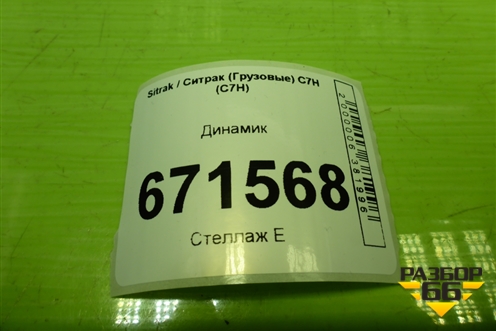 Sitrak / Ситрак (Грузовые) C7H
(C7H)
Динамик
671568
Стеллаж Е
2000006381996
РАЗБОР
66